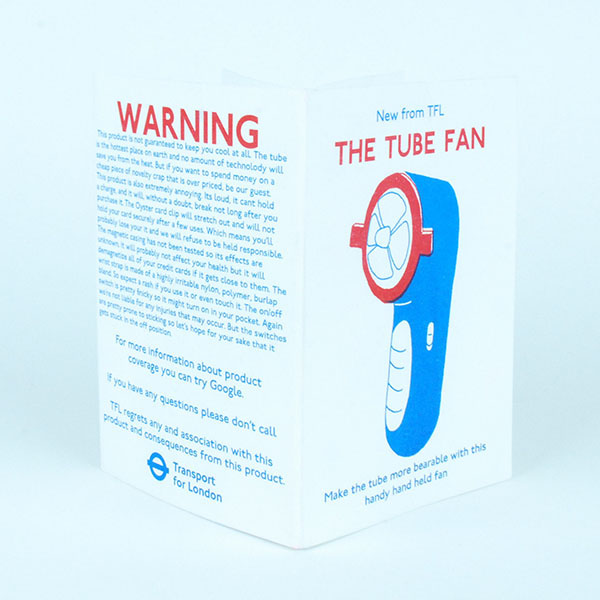 WARNING
This product is not guaranteed to keep you cool at all. The tube
is the hottest place on earth and no amount of technolody will
save you from the heat. But if you want to spend money on a
cheap piece of novelty crap that is over priced, be our guest.
This product is also extremely annoying. Its loud, it cant hold
a charge, and it will, without a doubt, break not long after you
purchase it. The Oyster card clip will stretch out and will not
hold your card securely after a few uses. Which means you'll
probably lose your it and we will refuse to be held responsible.
The magnetic casing has not been tested so its effects are
unknown, it will probably not affect your health but it will
demagnetice all of your credit cards if it gets close to them. The
wrist strap is made of a highly irritable nylon, polymer, burlap
blend. So expect a rash if you use it or even touch it. The on/off
switch is pretty finicky so it might turn on in your pocket. Again
we're not liable for any injuries that may occur. But the switches
are pretty prone to sticking so let's hope for your sake that it
gets stuck in the off position.
For more information about product
coverage you can try Google.
If you have any questions please don't call
TFL regrets any and association with this
product and consequences from this product.
Transport
for London
New from TFL
THE TUBE FAN
Make the tube more bearable with this
handy hand held fan